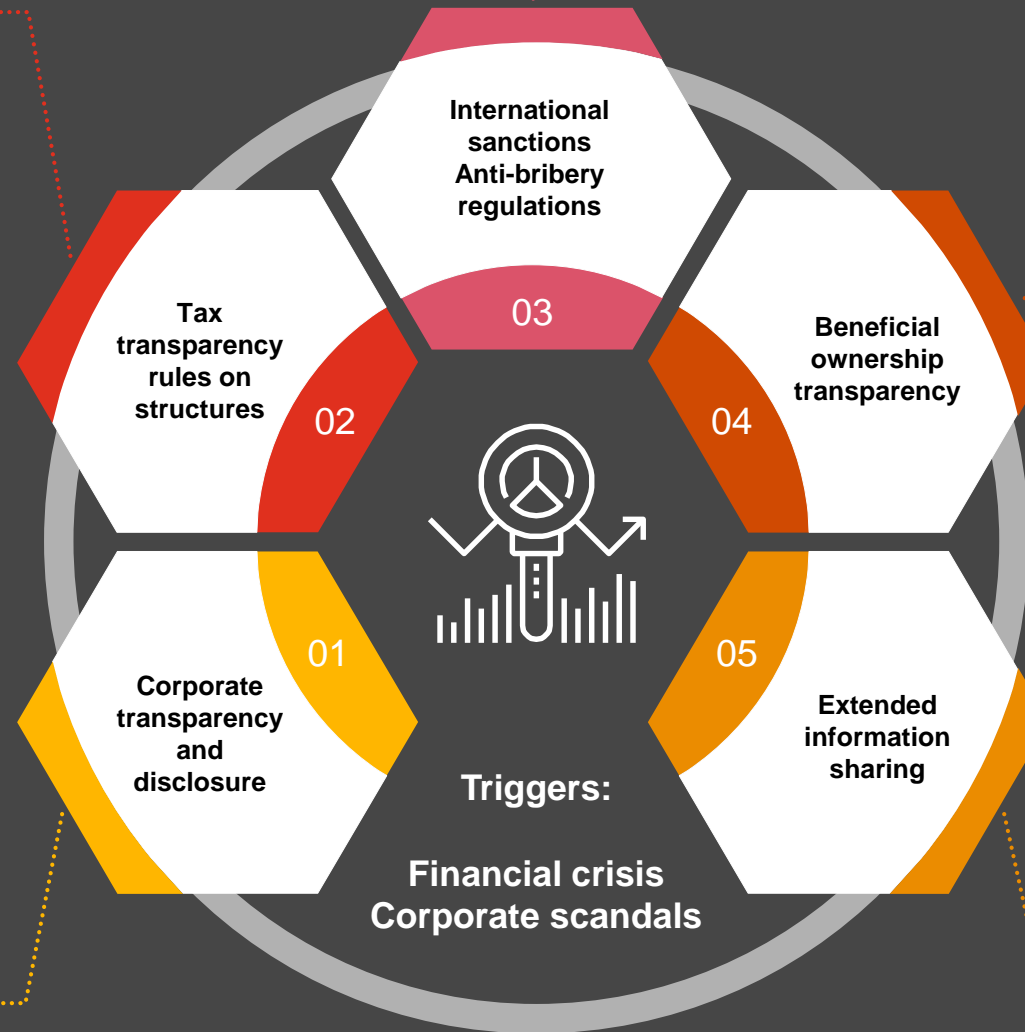 01
Corporate
transparency
and
disclosure
02
Tax
transparency
rules on
structures
03
International
sanctions
Anti-bribery
regulations
04
Beneficial
ownership
transparency
05
Extended
information
sharing
Triggers:
Financial crisis
Corporate scandals